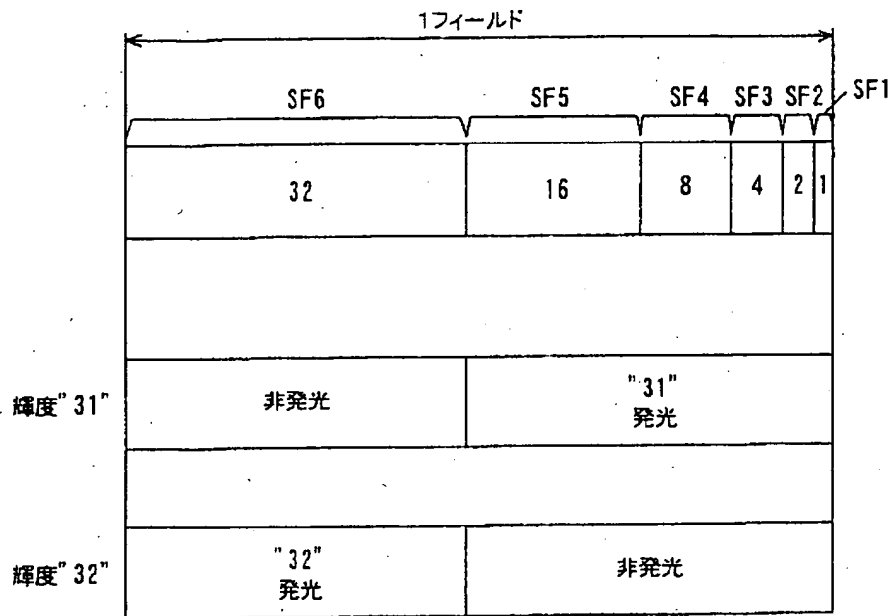 1フィールド
SF6 SF5 SF4 SF3 SF2 SF1
32 16 8 4 2 1
輝度"31" 非発光 "31"
発光
輝度"32" "32" 非発光
発光